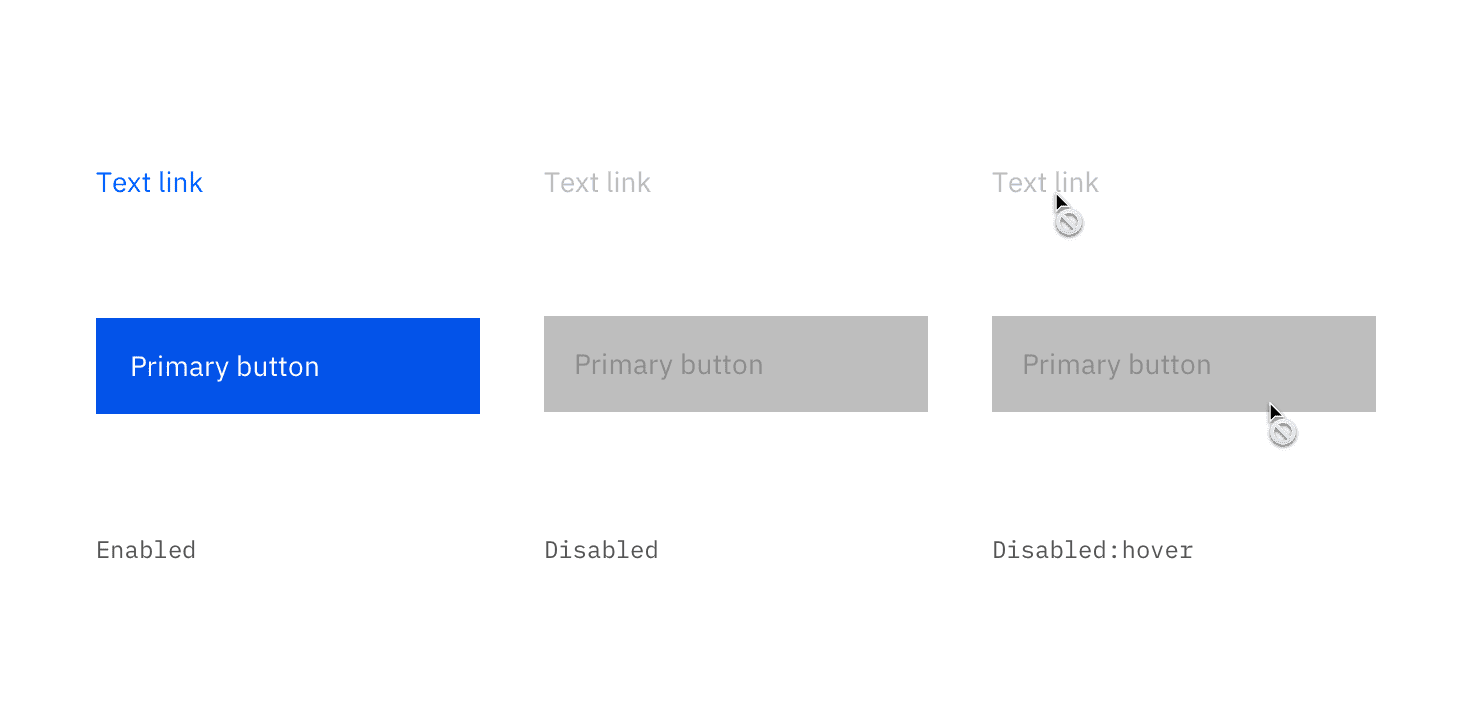 Text link
Text link
Text link
Primary button
Primary button
Primary button
Enabled
Disabled
Disabled:hover